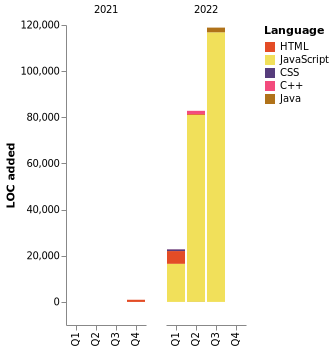 2021
2022
LOC added
120,000
100,000
80,000
60,000
40,000
20,000
0
Q1
Q2
Q3
Q4
Q1
Q2
Q3
Q4
Language
HTML
JavaScript
CSS
C++
Java